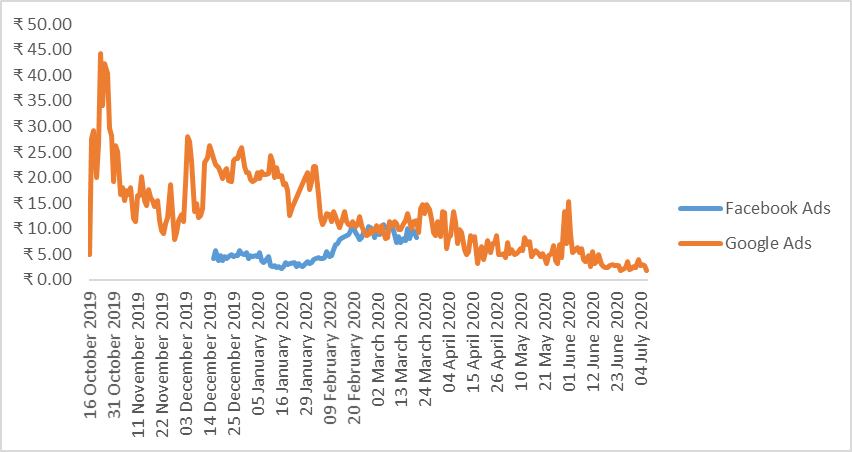 ₹ 50.00
₹ 45.00
₹ 40.00
₹ 35.00
₹ 30.00
₹ 25.00
₹ 20.00
₹ 15.00
₹ 10.00
₹ 5.00
₹ 0.00
16 October 2019
31 October 2019
11 November 2019
22 November 2019
03 December 2019
14 December 2019
25 December 2019
05 January 2020
16 January 2020
29 January 2020
09 February 2020
20 February 2020
02 March 2020
13 March 2020
24 March 2020
04 April 2020
15 April 2020
26 April 2020
10 May 2020
21 May 2020
01 June 2020
12 June 2020
23 June 2020
04 July 2020
Facebook Ads
Google Ads